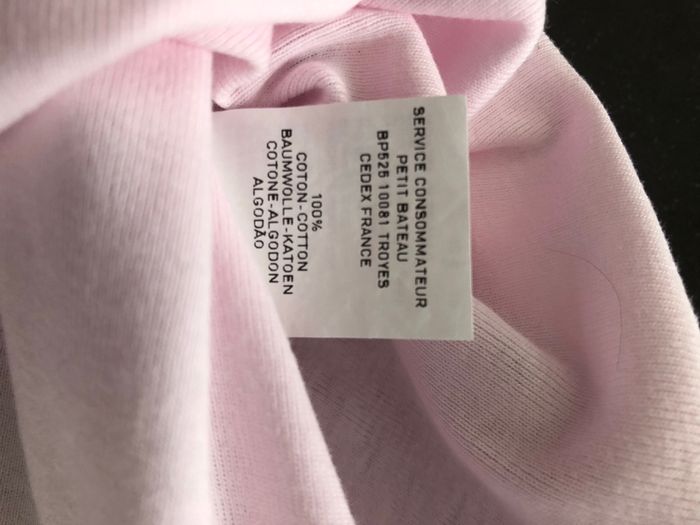 SERVICE CONSOMMATEUR
PETIT BATEAU
BP525 10081 TROYES
CEDEX FRANCE
100%
COTON-COTTON
BAUMWOLLE-KATOEN
COTONE-ALGODON
ALGODÃO